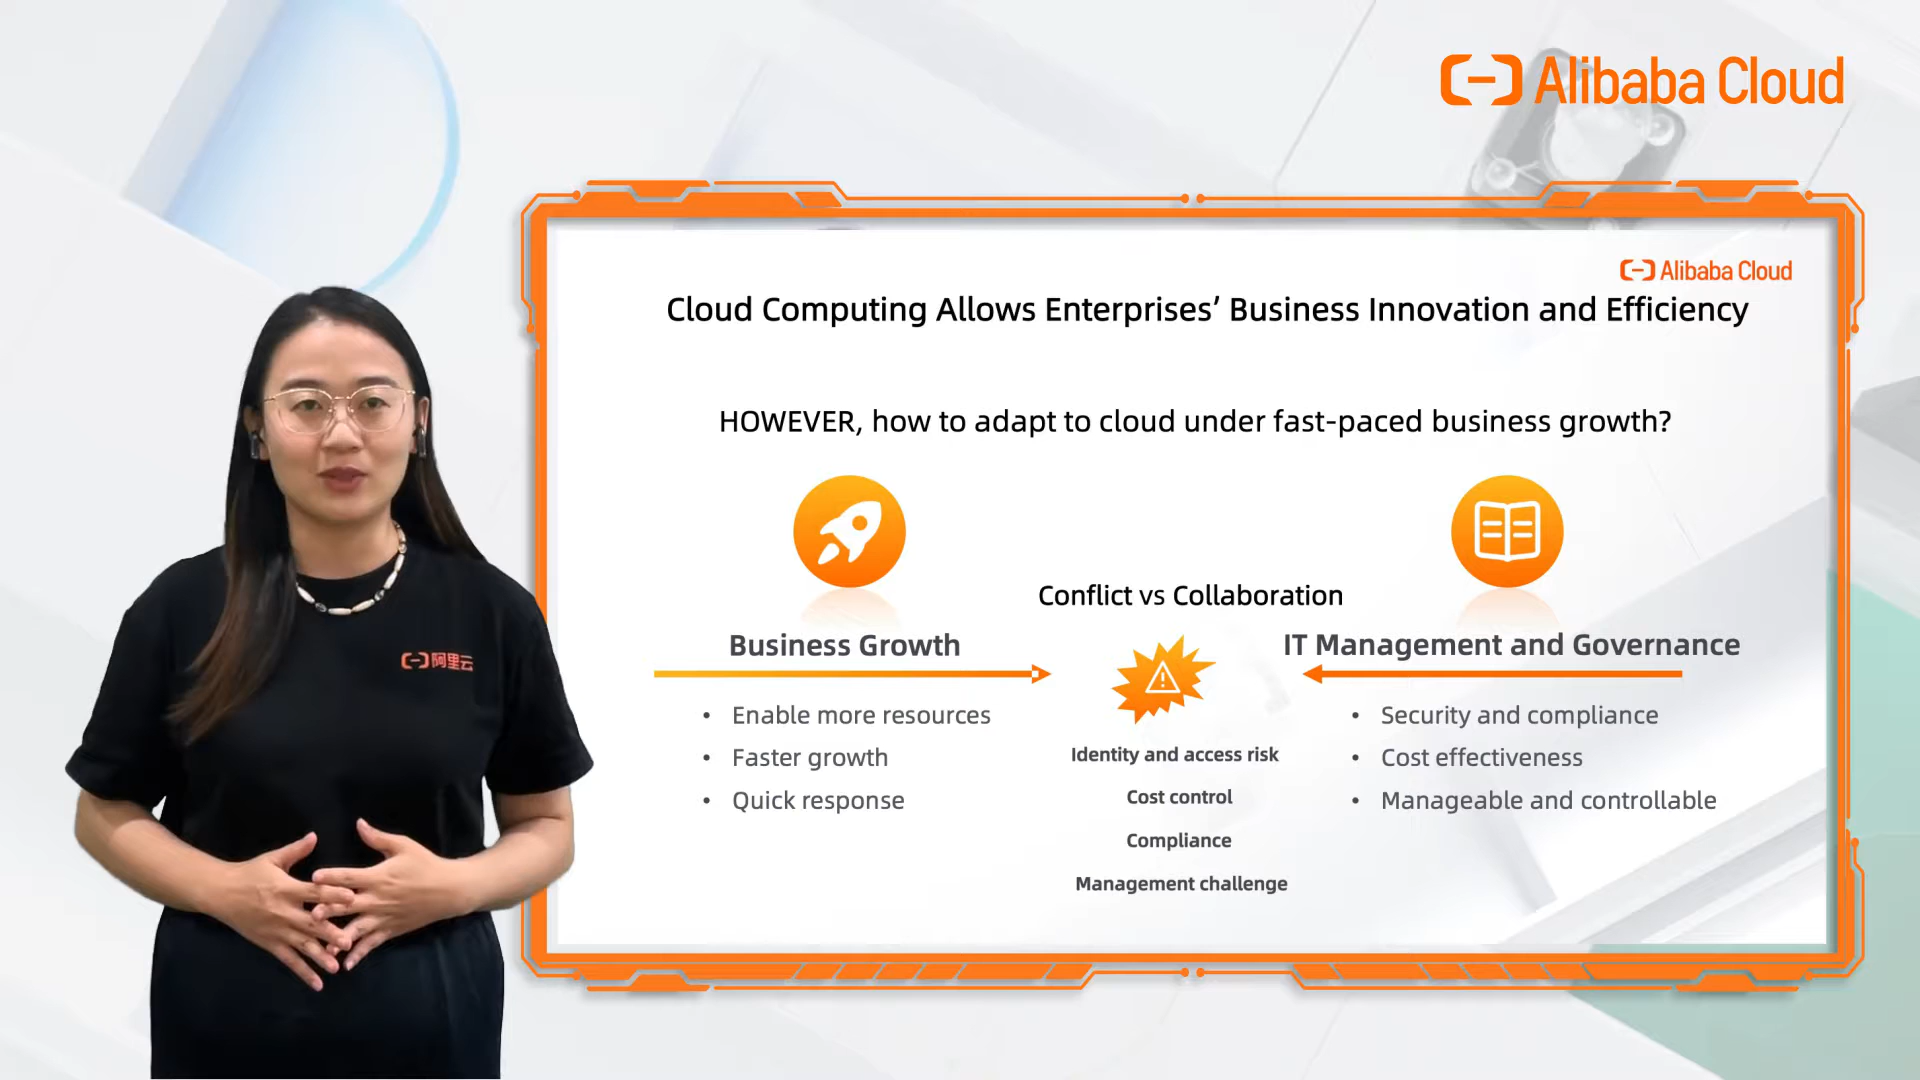 Alibaba Cloud
Alibaba Cloud
Cloud Computing Allows Enterprises’ Business Innovation and Efficiency
HOWEVER, how to adapt to cloud under fast-paced business growth?
Conflict vs Collaboration
Business Growth
• Enable more resources
• Faster growth
• Quick response
Identity and access risk
Cost control
Compliance
Management challenge
IT Management and Governance
• Security and compliance
• Cost effectiveness
• Manageable and controllable
阿里云